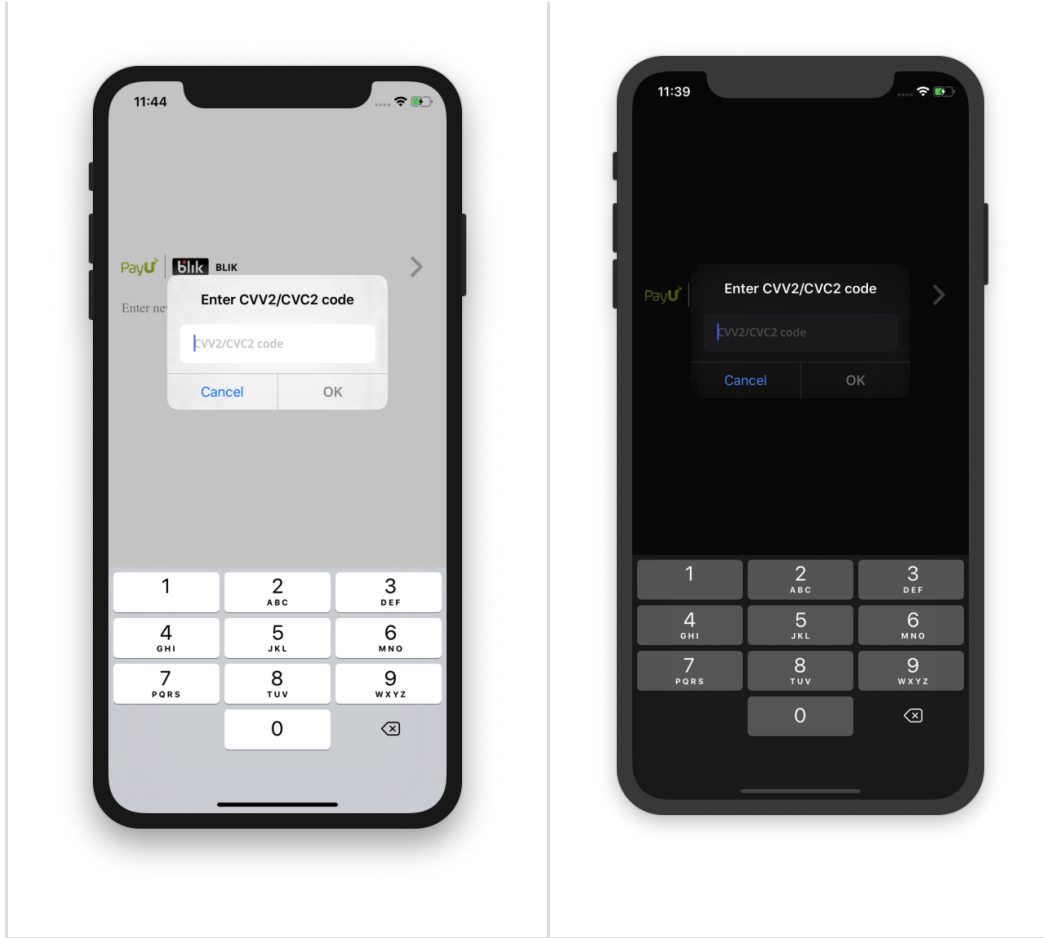 11:44
PayU blik BLIK
Enter ne
Enter CVV2/CVC2 code
CVV2/CVC2 code
Cancel OK
1 2 3
ABC DEF
4 5 6
GHI JKL MNO
7 8 9
PQRS TUV WXYZ
0
11:39
PayU
Enter CVV2/CVC2 code
CVV2/CVC2 code
Cancel OK
1 2 3
ABC DEF
4 5 6
GHI JKL MNO
7 8 9
PQRS TUV WXYZ
0